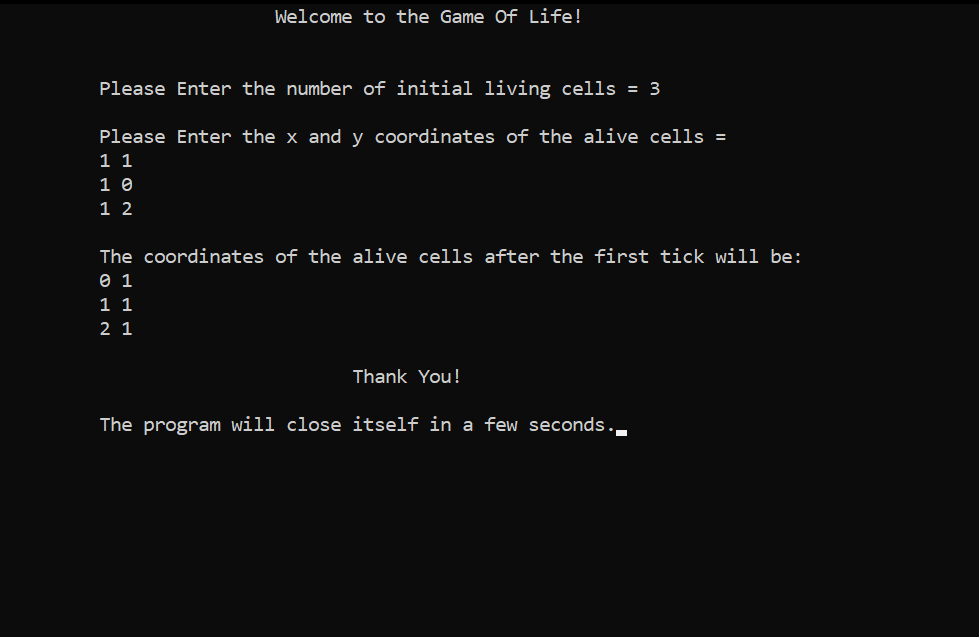 Welcome to the Game Of Life!
Please Enter the number of initial living cells = 3
Please Enter the x and y coordinates of the alive cells =
1 1
1 0
1 2
The coordinates of the alive cells after the first tick will be:
0 1
1 1
2 1
Thank You!
The program will close itself in a few seconds.